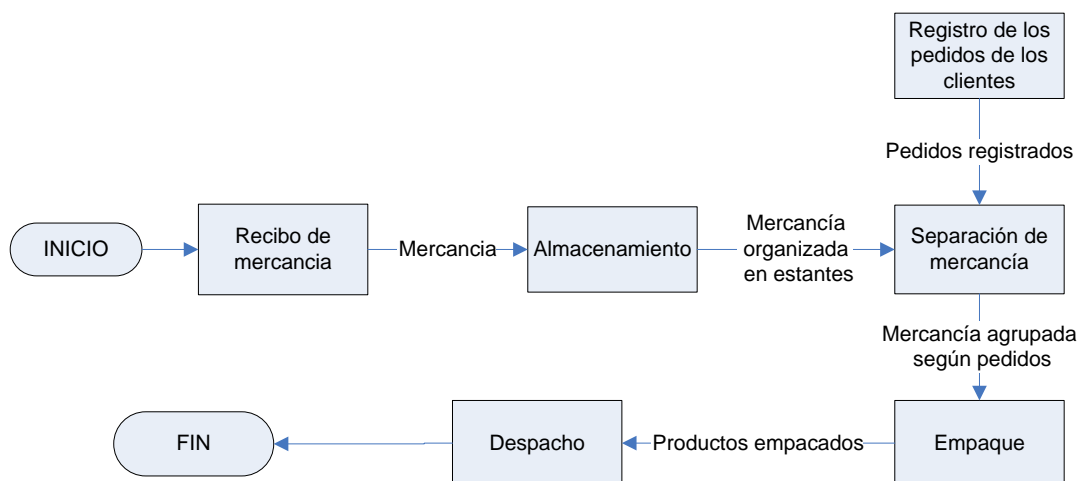 Registro de los
pedidos de los
clientes
Pedidos registrados
INICIO
Recibo de
mercancia
Mercancia
Almacenamiento
Mercancía
organizada
en estantes
Separación de
mercancía
Mercancía agrupada
según pedidos
FIN
Despacho
Productos empacados
Empaque